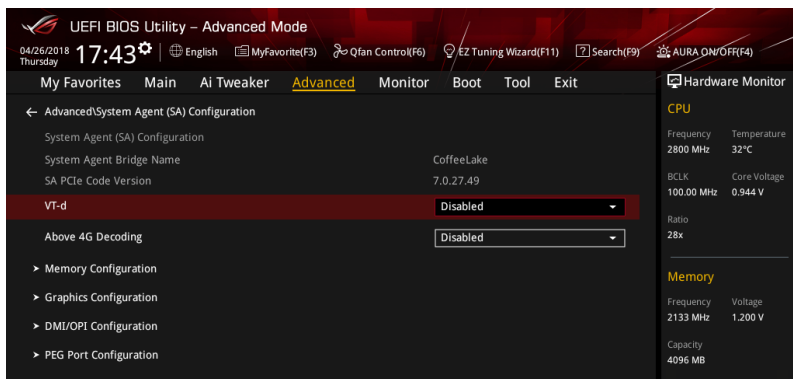 UEFI BIOS Utility – Advanced Mode
04/26/2018 Thursday 17:43 English MyFavorite(F3) Qfan Control(F6) EZ Tuning Wizard(F11) ? Search(F9) AURA ON/OFF(F4)
My Favorites Main Ai Tweaker Advanced Monitor Boot Tool Exit
Advanced\System Agent (SA) Configuration
System Agent (SA) Configuration
System Agent Bridge Name CoffeeLake
SA PCIe Code Version 7.0.27.49
VT-d Disabled
Above 4G Decoding Disabled
Memory Configuration
Graphics Configuration
DMI/OPI Configuration
PEG Port Configuration
Hardware Monitor
CPU
Frequency Temperature
2800 MHz 32°C
BCLK Core Voltage
100.00 MHz 0.944 V
Ratio
28x
Memory
Frequency Voltage
2133 MHz 1.200 V
Capacity
4096 MB